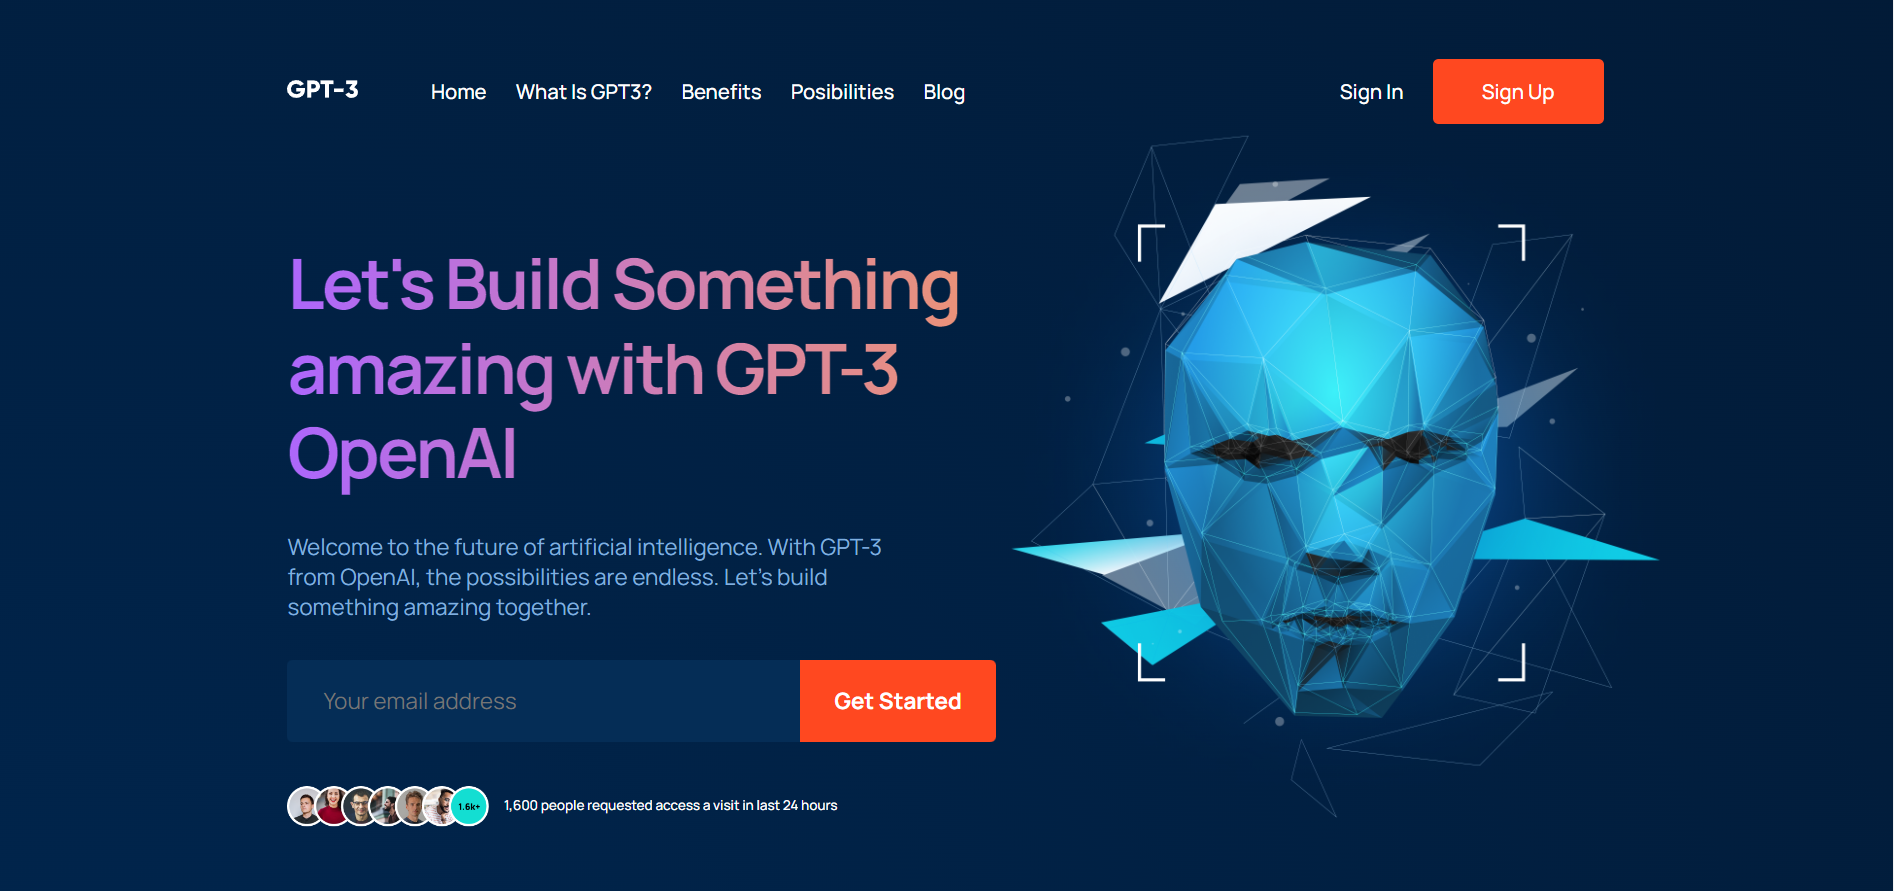 GPT-3
Home What Is GPT3? Benefits Posibilities Blog
Sign In Sign Up
Let's Build Something
amazing with GPT-3
OpenAI
Welcome to the future of artificial intelligence. With GPT-3
from OpenAI, the possibilities are endless. Let’s build
something amazing together.
Your email address Get Started
1.6k+ 1,600 people requested access a visit in last 24 hours